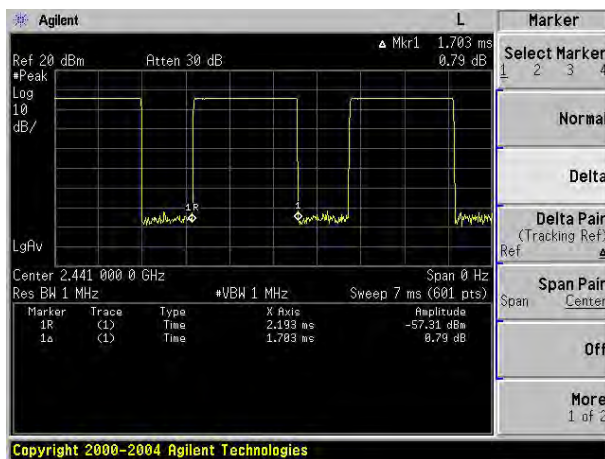 Agilent L Marker
Δ Mkr1 1.703 ms
Ref 20 dBm Atten 30 dB 0.79 dB
Select Marker
1 2 3 4
#Peak
Log
10
dB/
Normal
Delta
1R 1
Delta Pair
(Tracking Ref)
Ref Δ
LgAv
Center 2.441 000 0 GHz Span 0 Hz
Res BW 1 MHz #VBW 1 MHz Sweep 7 ms (601 pts)
Span Pair
Span Center
Marker Trace Type X Axis Amplitude
1R (1) Time 2.193 ms -57.31 dBm
1Δ (1) Time 1.703 ms 0.79 dB
Off
More
1 of 2
Copyright 2000-2004 Agilent Technologies